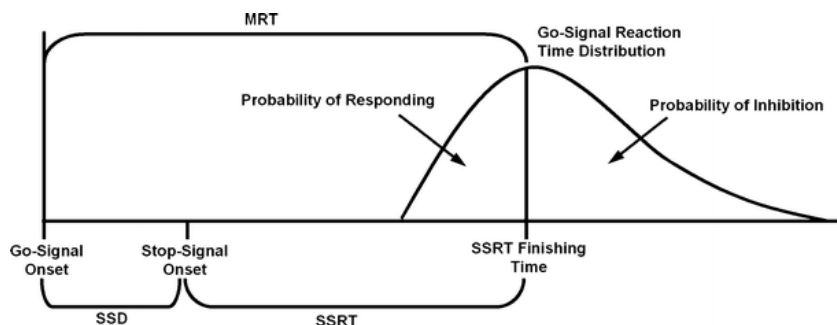 MRT
Go-Signal Reaction
Time Distribution
Probability of Responding
Probability of Inhibition
Go-Signal
Onset
Stop-Signal
Onset
SSRT Finishing
Time
SSD
SSRT